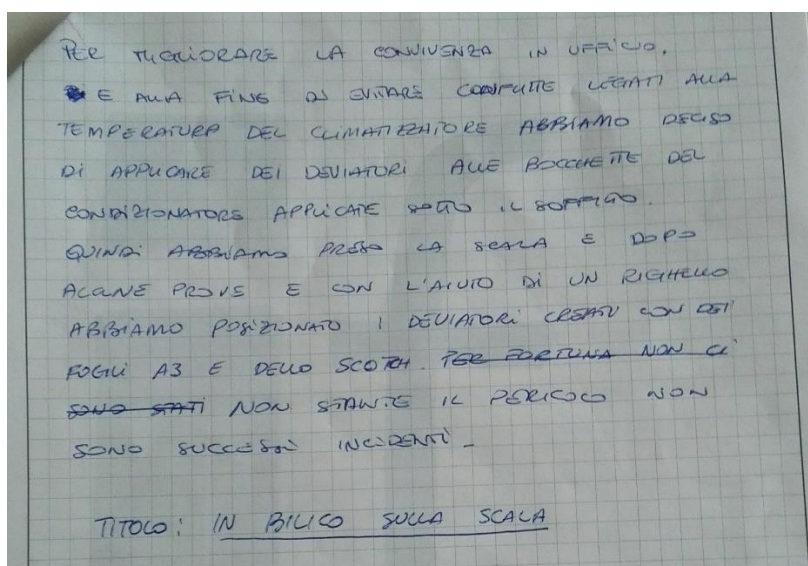 PER MIGLIORARE LA CONVIVENZA IN UFFICIO,
E ALLA FINE DI EVITARE CONFLITTI LEGATI ALLA
TEMPERATURA DEL CLIMATIZZATORE ABBIAMO DECISO
DI APPLICARE DEI DEVIATORI ALLE BOCCHETTE DEL
CONDIZIONATORE APPLICATE SOTTO IL SOFFITTO.
QUINDI ABBIAMO PRESO LA SCALA E DOPO
ALCUNE PROVE E CON L'AIUTO DI UN RIGHELLO
ABBIAMO POSIZIONATO I DEVIATORI CREATI CON DEI
FOGLI A3 E DELLO SCOTCH. PER FORTUNA NON CI
SONO STATI NON STANTE IL PERICOLO NON
SONO SUCCESSI INCIDENTI_
TITOLO: IN BILICO SULLA SCALA